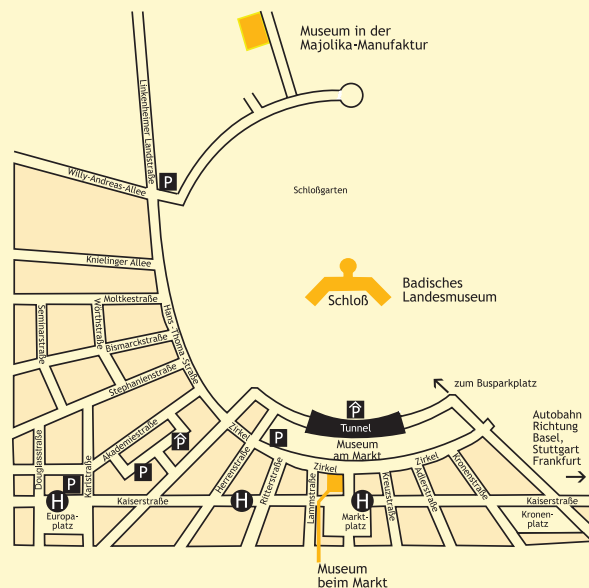 Museum in der
Majolika-Manufaktur
Linkenheimer Landstraße
Willy-Andreas-Allee
P
Schloßgarten
Knielinger Allee
Badisches
Landesmuseum
Schloß
Moltkestraße
Seminarstraße
Wörthstraße
Bismarckstraße
Hans-Thoma-Straße
Stephanienstraße
zum Busparkplatz
P
Tunnel
Museum
am Markt
Autobahn
Richtung
Basel,
Stuttgart
Frankfurt
Douglasstraße
Karlstraße
Akademiestraße
P
P
P
Zirkel
P
Herrenstraße
Ritterstraße
Zirkel
Lammstraße
Kreuzstraße
Zirkel
Adlerstraße
Kronenstraße
H
Europa-
platz
Kaiserstraße
H
H
Markt-
platz
Kaiserstraße
Kronen-
platz
Museum
beim Markt